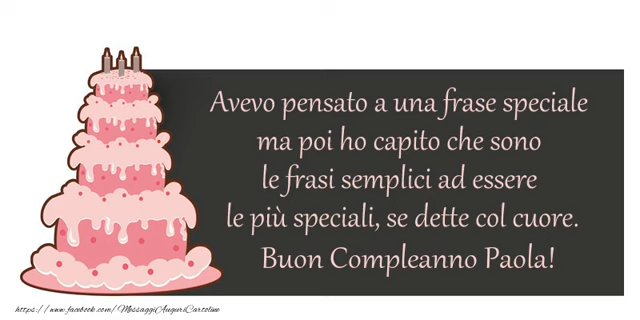 Avevo pensato a una frase speciale
ma poi ho capito che sono
le frasi semplici ad essere
le più speciali, se dette col cuore.
Buon Compleanno Paola!
https://www.facebook.com/MessaggiAuguriCartoline